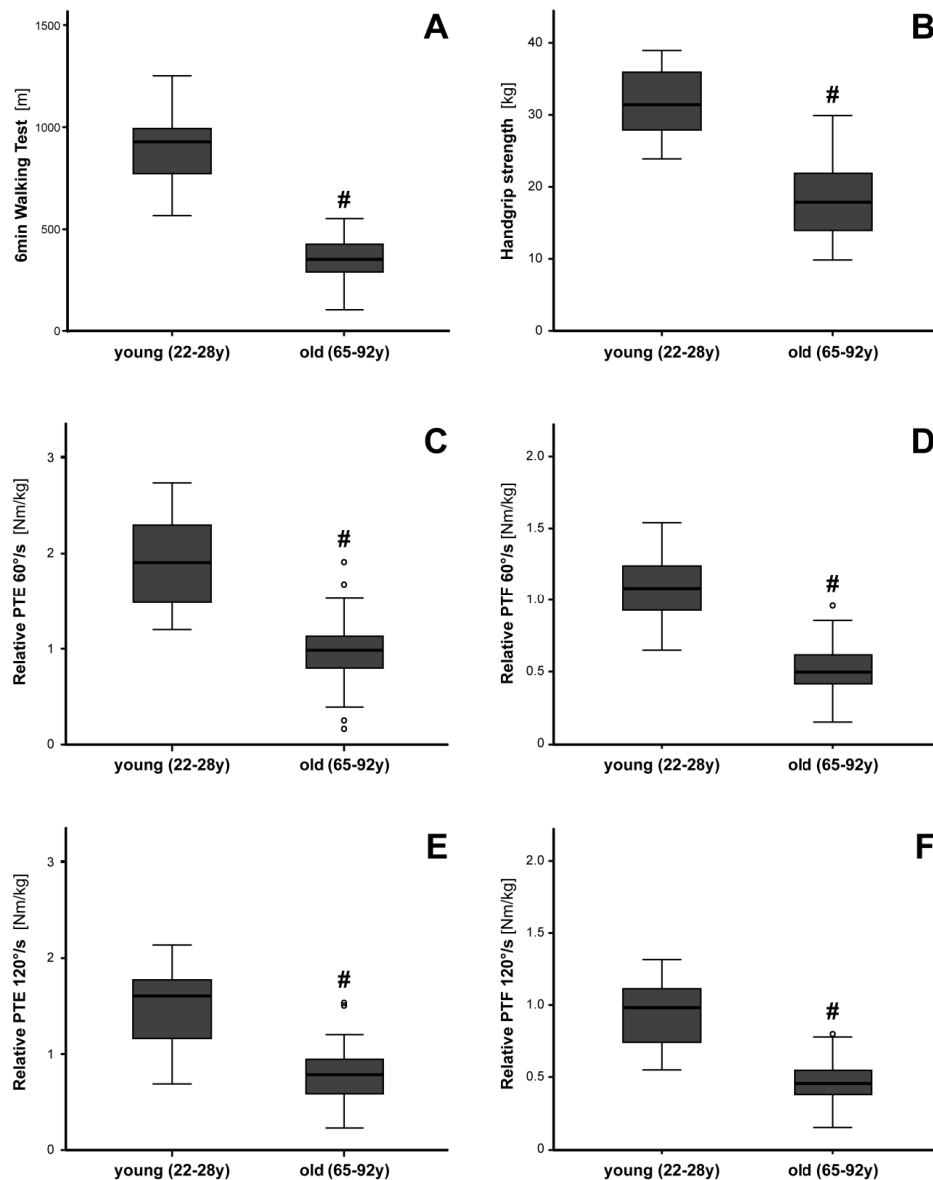 A
6min Walking Test [m]
1500
1000
500
0
#
young (22-28y)
old (65-92y)
B
Handgrip strength [kg]
40
30
20
10
0
#
young (22-28y)
old (65-92y)
C
Relative PTE 60°/s [Nm/kg]
3
2
1
0
#
young (22-28y)
old (65-92y)
D
Relative PTF 60°/s [Nm/kg]
2.0
1.5
1.0
0.5
0
#
young (22-28y)
old (65-92y)
E
Relative PTE 120°/s [Nm/kg]
3
2
1
0
#
young (22-28y)
old (65-92y)
F
Relative PTF 120°/s [Nm/kg]
2.0
1.5
1.0
0.5
0
#
young (22-28y)
old (65-92y)